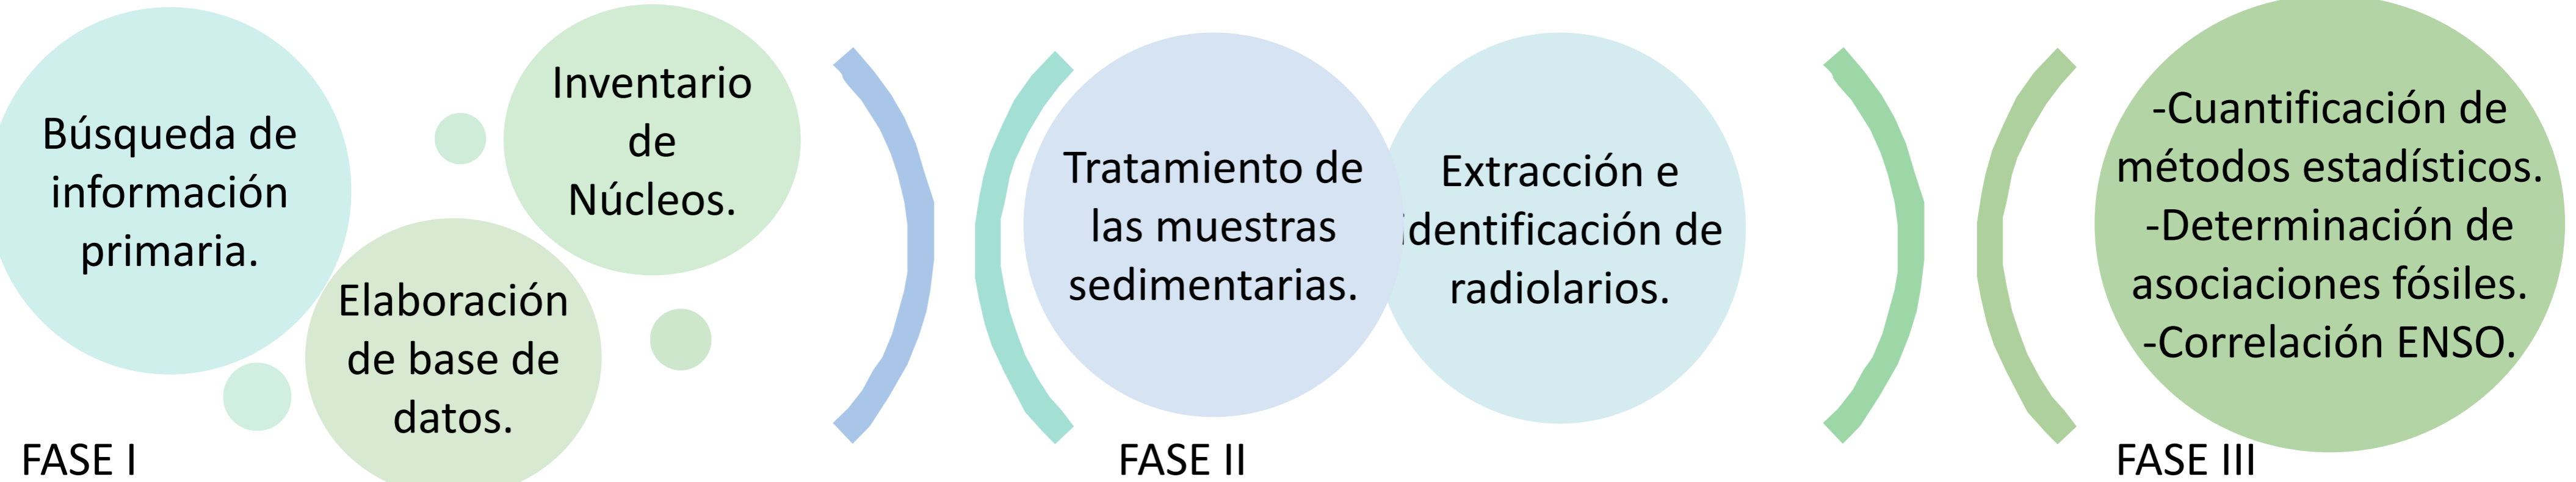 Búsqueda de
información
primaria.
Elaboración
de base de
datos.
Inventario
de
Núcleos.
FASE I
Tratamiento de
las muestras
sedimentarias.
Extracción e
identificación de
radiolarios.
FASE II
-Cuantificación de
métodos estadísticos.
-Determinación de
asociaciones fósiles.
-Correlación ENSO.
FASE III